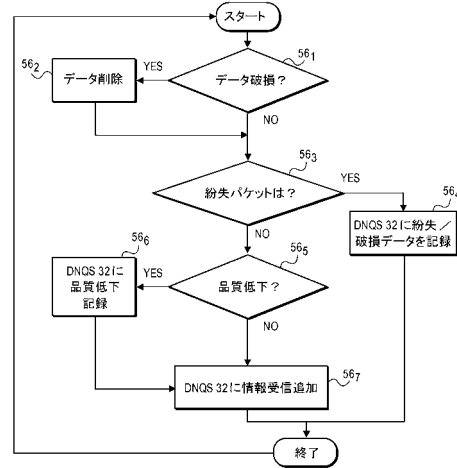 スタート
56₁
データ破損？
YES
56₂
データ削除
NO
56₃
紛失パケットは？
YES
56₄
DNQS 32に紛失／
破損データを記録
NO
56₅
品質低下？
YES
56₆
DNQS 32に
品質低下
記録
NO
56₇
DNQS 32に情報受信追加
終了